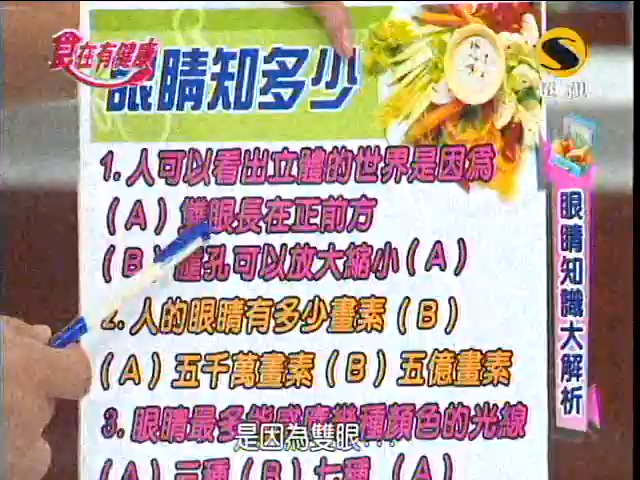 食在有健康
眼睛知多少
1.人可以看出立體的世界是因為
(A)雙眼長在正前方
(B)瞳孔可以放大縮小(A)
2.人的眼睛有多少畫素(B)
(A)五千萬畫素(B)五億畫素
3.眼睛最多能感應幾種顏色的光線
(A)三種(B)七種 (A)
是因為雙眼...
眼睛知識大解析